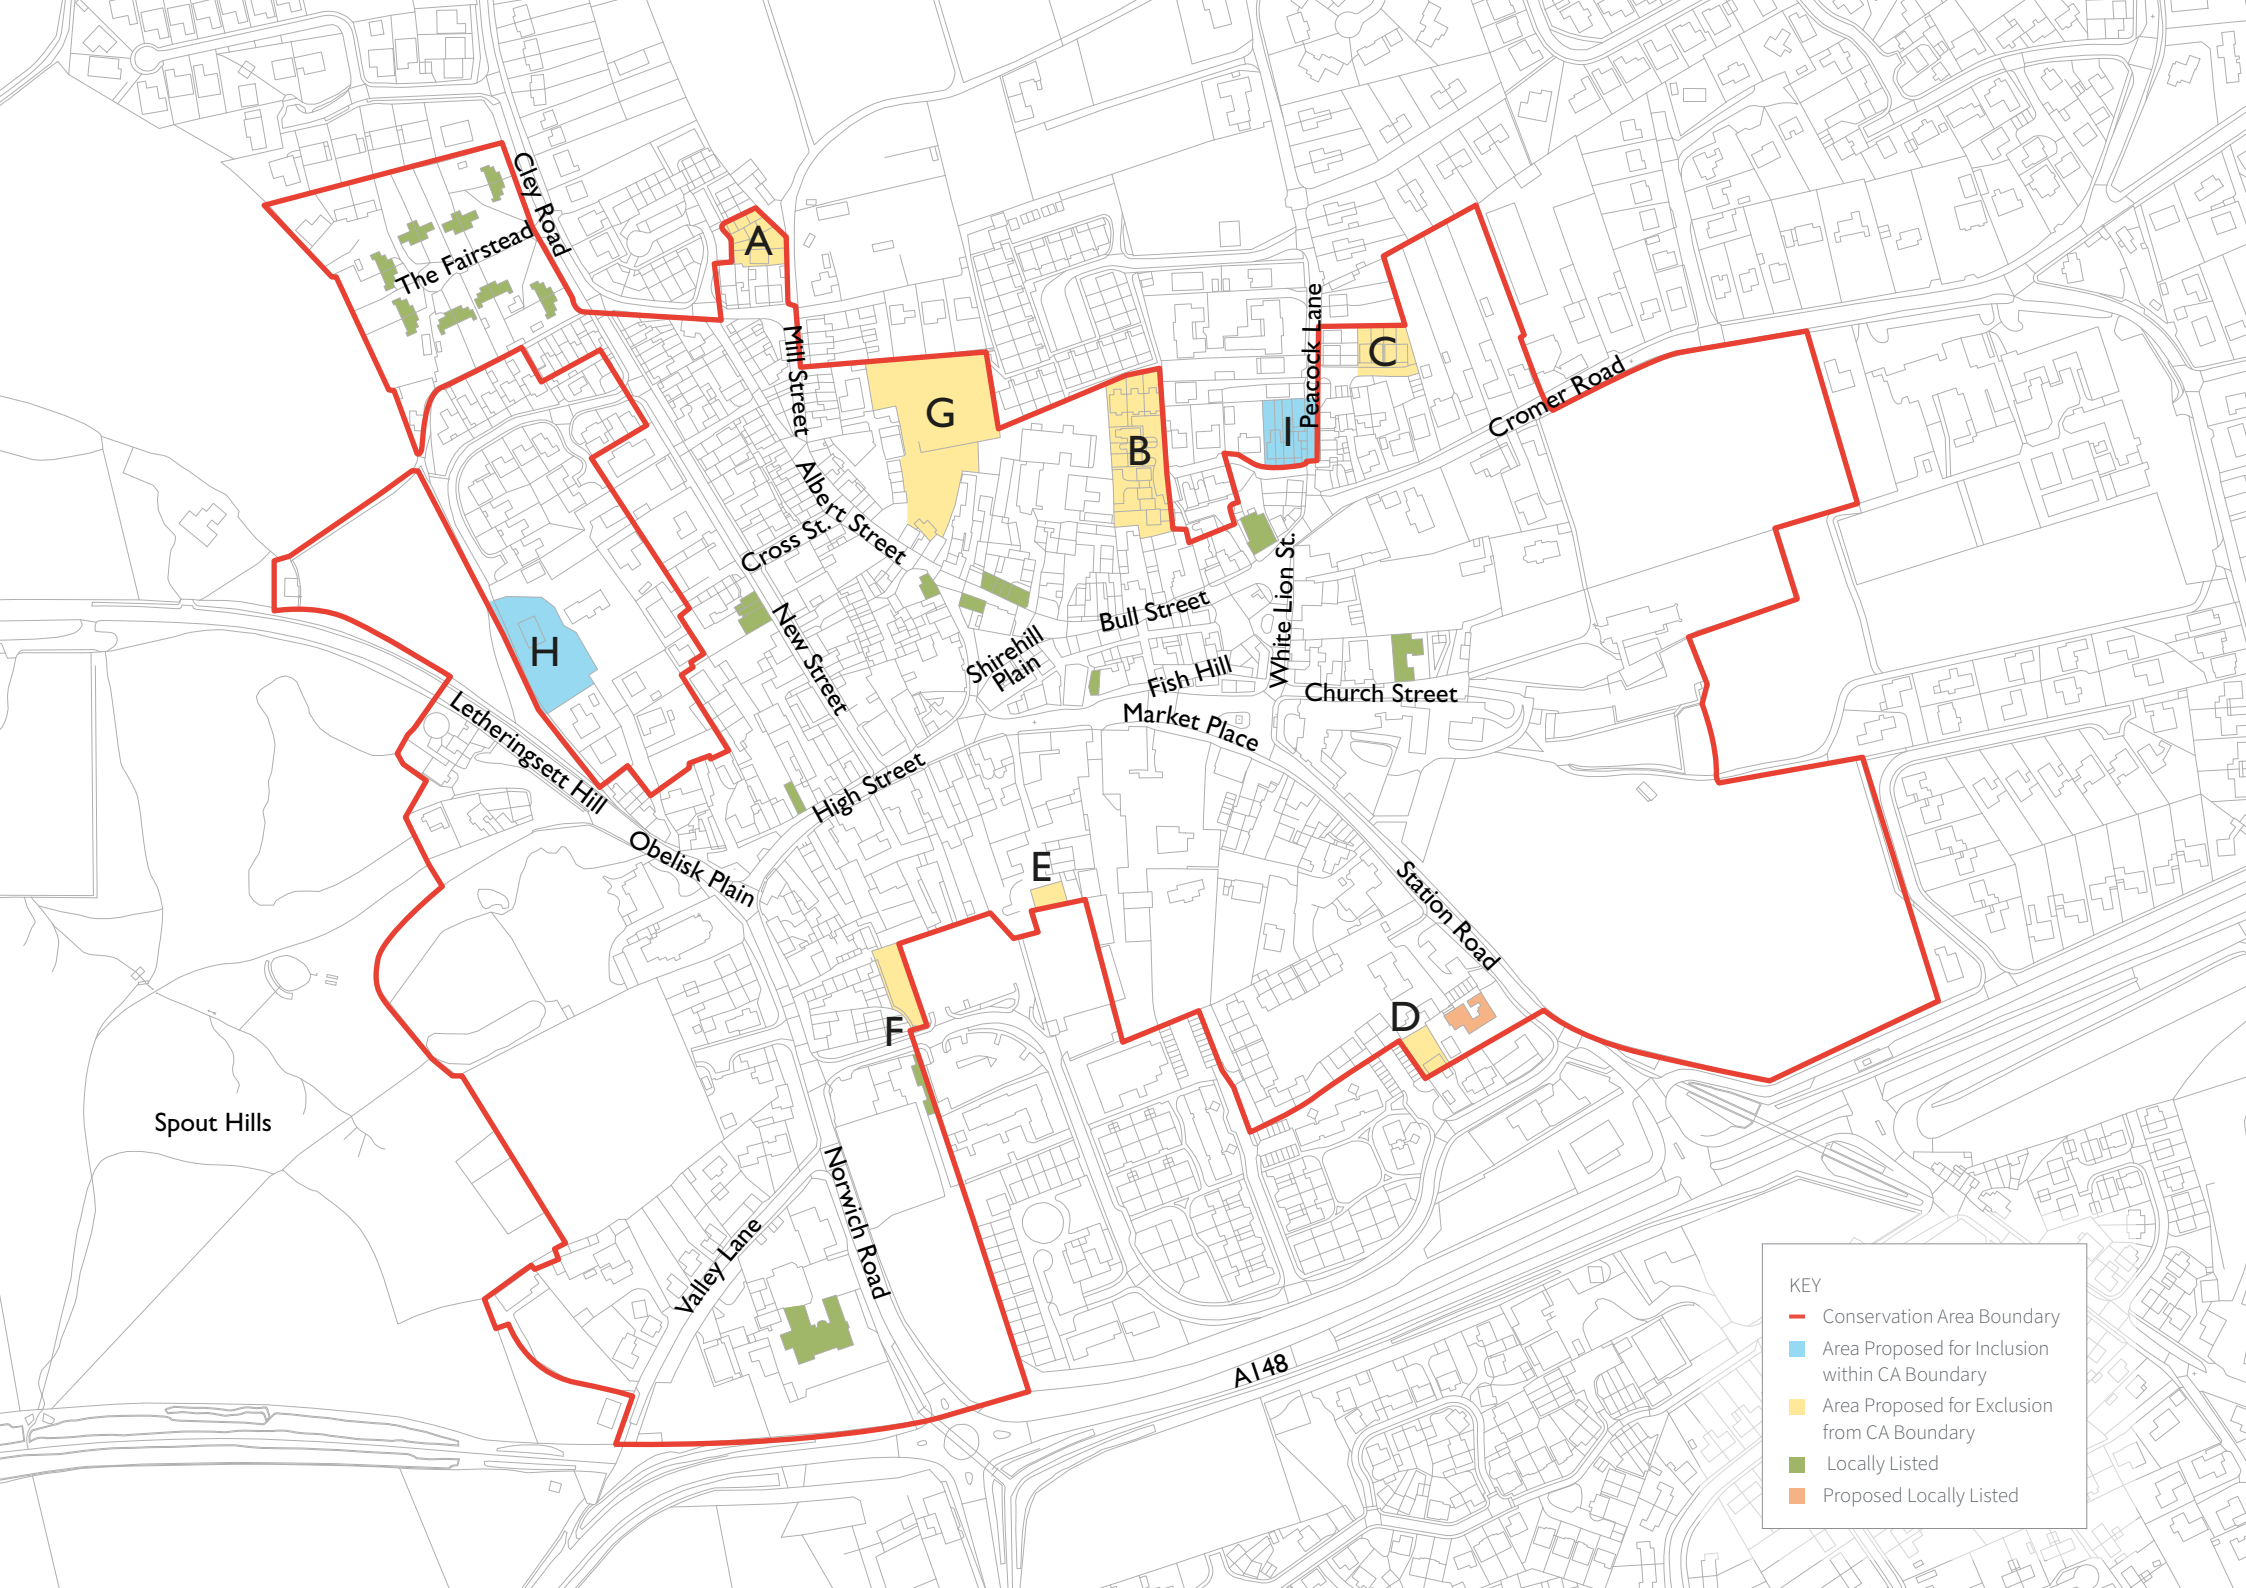 Cley Road
The Fairstead
A
Mill Street
Peacock Lane
C
G
B
I
Cromer Road
Albert Street
Cross St.
White Lion St.
New Street
Bull Street
H
Shirehill
Plain
Fish Hill
Church Street
Letheringsett Hill
Market Place
High Street
Obelisk Plain
E
Station Road
D
F
Spout Hills
Norwich Road
Valley Lane
A148
KEY
Conservation Area Boundary
Area Proposed for Inclusion
within CA Boundary
Area Proposed for Exclusion
from CA Boundary
Locally Listed
Proposed Locally Listed